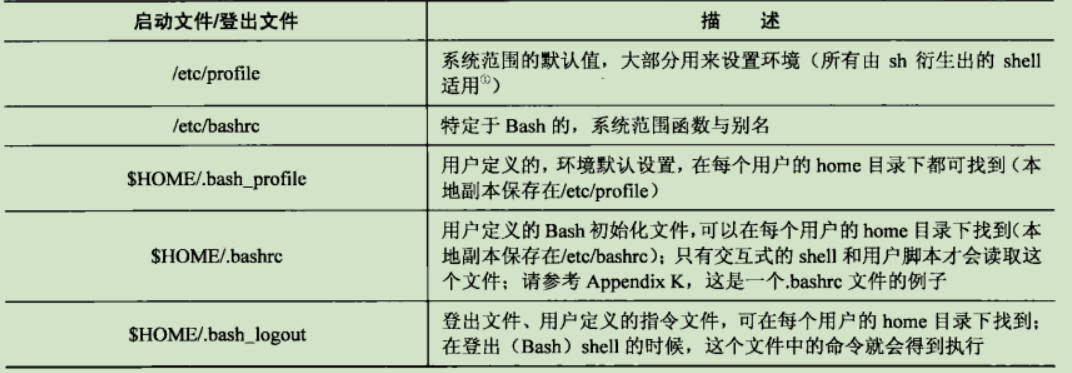 启动文件/登出文件
描 述
/etc/profile
系统范围的默认值，大部分用来设置环境（所有由 sh 衍生出的 shell
适用①）
/etc/bashrc
特定于 Bash 的，系统范围函数与别名
$HOME/.bash_profile
用户定义的，环境默认设置，在每个用户的 home 目录下都可找到（本
地副本保存在/etc/profile）
$HOME/.bashrc
用户定义的 Bash 初始化文件，可以在每个用户的 home 目录下找到（本
地副本保存在/etc/bashrc）；只有交互式的 shell 和用户脚本才会读取这
个文件；请参考 Appendix K，这是一个.bashrc 文件的例子
$HOME/.bash_logout
登出文件、用户定义的指令文件，可在每个用户的 home 目录下找到；
在登出（Bash）shell 的时候，这个文件中的命令就会得到执行